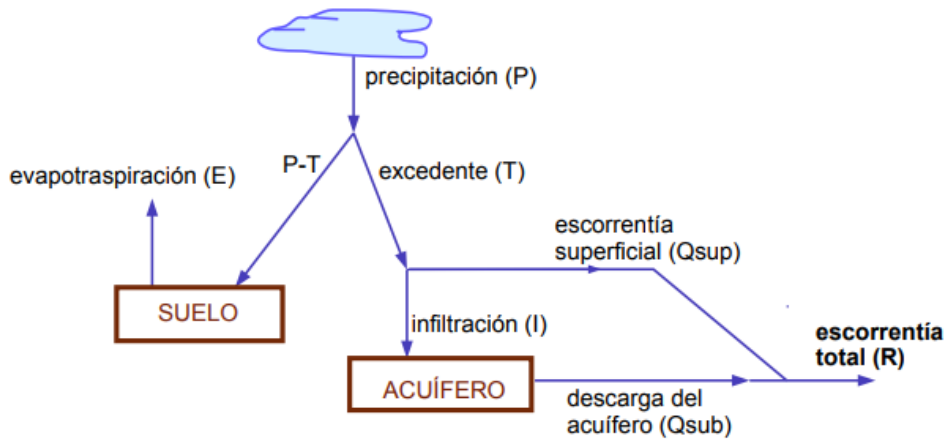 precipitación (P)
P-T
excedente (T)
evapotraspiración (E)
escorrentía
superficial (Qsup)
SUELO
infiltración (I)
escorrentía
total (R)
ACUÍFERO
descarga del
acuífero (Qsub)